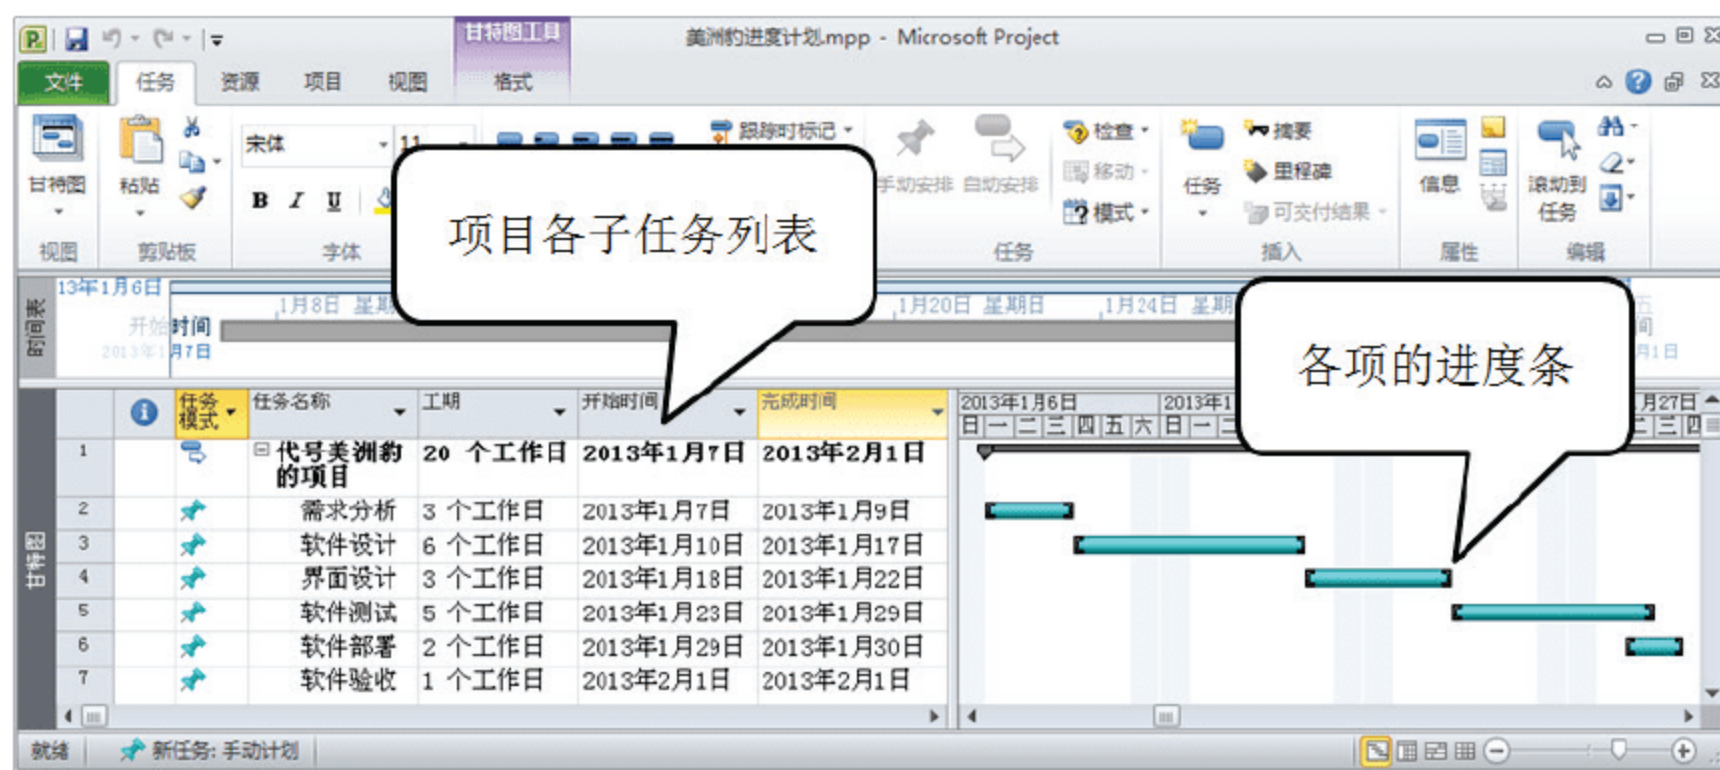 甘特图工具
美洲豹进度计划.mpp - Microsoft Project
文件 任务 资源 项目 视图 格式
宋体 11
跟踪时标记
检查
摘要
甘特图
粘贴
B I U
手动安排
自动安排
移动
模式
任务
里程碑
可交付结果
信息
滚动到
任务
视图 剪贴板 字体 任务 插入 属性 编辑
项目各子任务列表
各项的进度条
时间表
13年1月6日
1月8日 星期
1月20日 星期日
1月24日 星期
开始时间
2013年1月7日
月1日
任务
模式
任务名称 工期 开始时间 完成时间
2013年1月6日 2013年1 月27日
日 一 二 三 四 五 六 日 一 二 二 三 四
甘特图
1 代号美洲豹的项目 20 个工作日 2013年1月7日 2013年2月1日
2 需求分析 3 个工作日 2013年1月7日 2013年1月9日
3 软件设计 6 个工作日 2013年1月10日 2013年1月17日
4 界面设计 3 个工作日 2013年1月18日 2013年1月22日
5 软件测试 5 个工作日 2013年1月23日 2013年1月29日
6 软件部署 2 个工作日 2013年1月29日 2013年1月30日
7 软件验收 1 个工作日 2013年2月1日 2013年2月1日
就绪 新任务: 手动计划